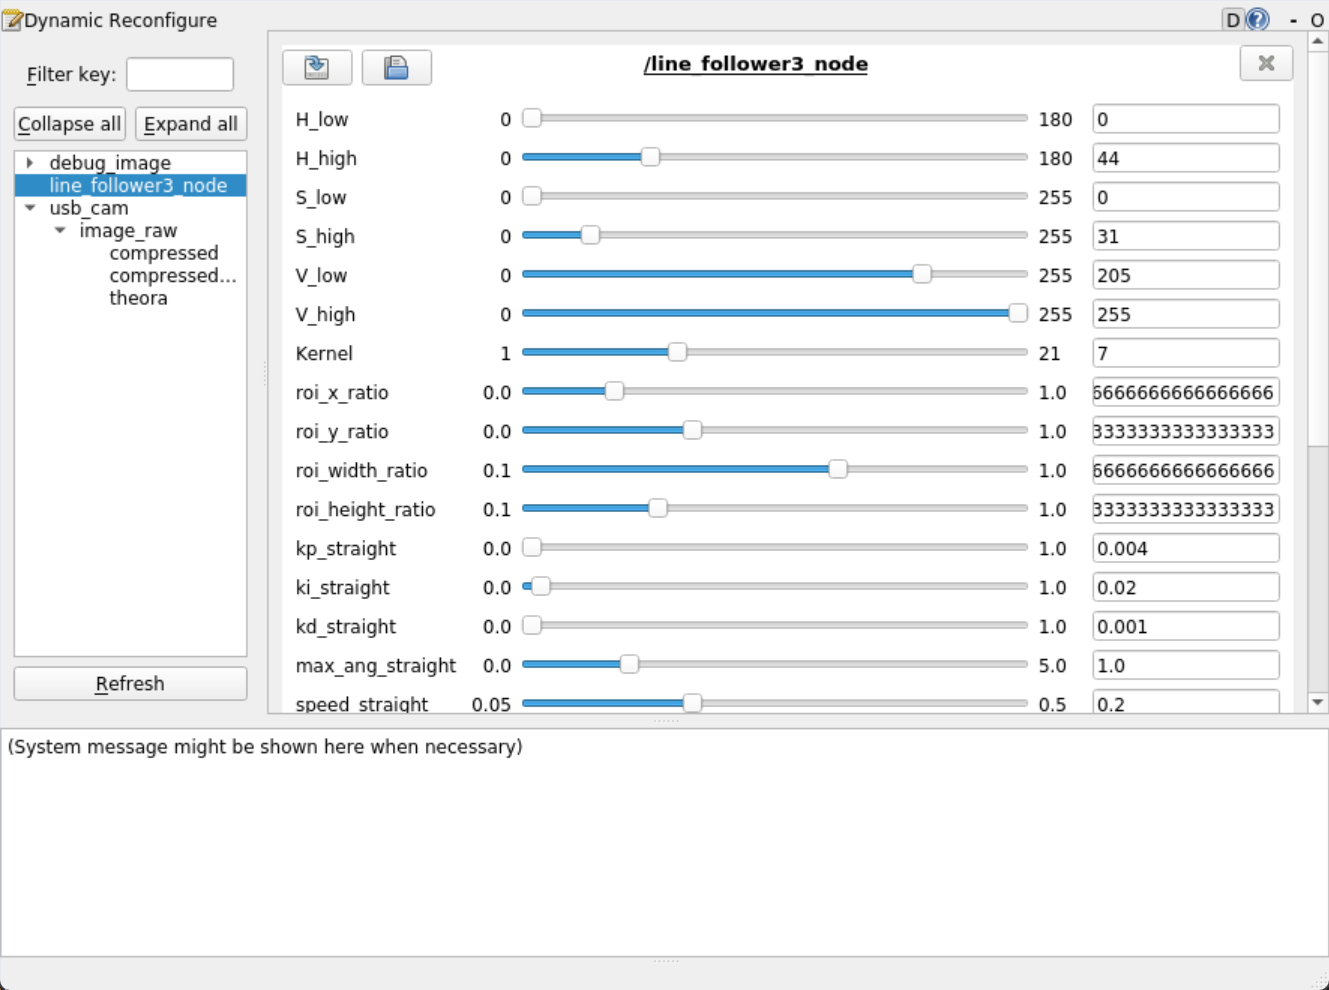 Dynamic Reconfigure D ? - O
Filter key:
Collapse all Expand all
debug_image
line_follower3_node
usb_cam
image_raw
compressed
compressed...
theora
Refresh
/line_follower3_node
H_low 0 180 0
H_high 0 180 44
S_low 0 255 0
S_high 0 255 31
V_low 0 255 205
V_high 0 255 255
Kernel 1 21 7
roi_x_ratio 0.0 1.0 6666666666666666
roi_y_ratio 0.0 1.0 3333333333333333
roi_width_ratio 0.1 1.0 6666666666666666
roi_height_ratio 0.1 1.0 3333333333333333
kp_straight 0.0 1.0 0.004
ki_straight 0.0 1.0 0.02
kd_straight 0.0 1.0 0.001
max_ang_straight 0.0 5.0 1.0
speed_straight 0.05 0.5 0.2
(System message might be shown here when necessary)